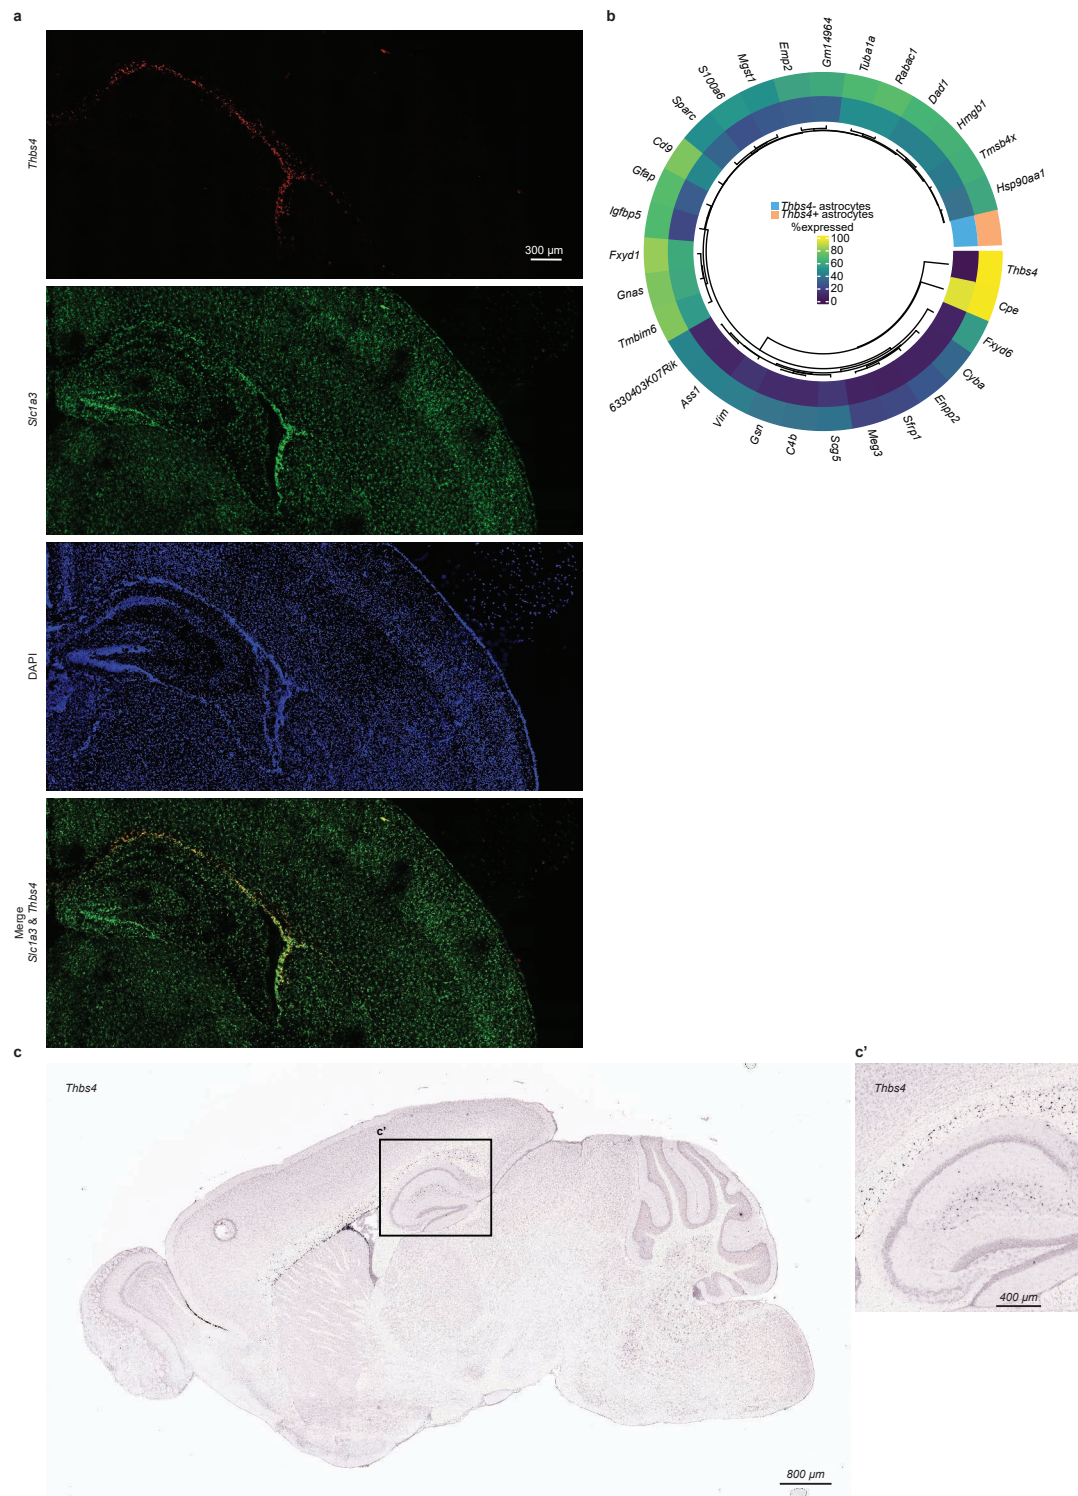 a
Thbs4
300 µm
Slc1a3
DAPI
Merge
Slc1a3 & Thbs4
b
Gm14964
Tuba1a
Rabac1
Dad1
Hmgb1
Tmsb4x
Hsp90aa1
Thbs4
Cpe
Fxyd6
Cyba
Enpp2
Sfrp1
Meg3
Scg5
C4b
Gsn
Vim
Ass1
6330403K07Rik
Tmbim6
Gnas
Fxyd1
Igfbp5
Gfap
Cd9
Sparc
S100a6
Mgst1
Emp2
Thbs4- astrocytes
Thbs4+ astrocytes
%expressed
100
80
60
40
20
0
c
Thbs4
c'
800 µm
c'
Thbs4
400 µm